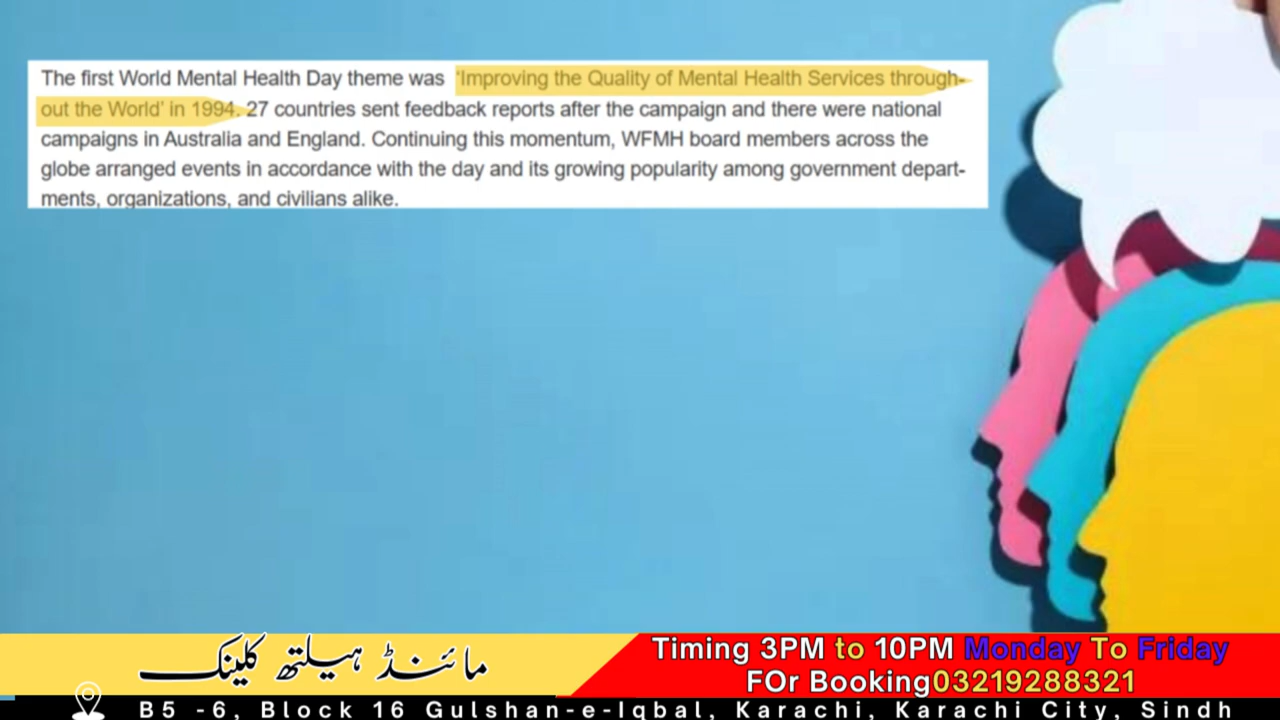 The first World Mental Health Day theme was 'Improving the Quality of Mental Health Services through-
out the World' in 1994. 27 countries sent feedback reports after the campaign and there were national
campaigns in Australia and England. Continuing this momentum, WFMH board members across the
globe arranged events in accordance with the day and its growing popularity among government depart-
ments, organizations, and civilians alike.
مائنڈ ہیلتھ کلینک
Timing 3PM to 10PM Monday To Friday
FOr Booking03219288321
B5 -6, Block 16 Gulshan-e-Iqbal, Karachi, Karachi City, Sindh